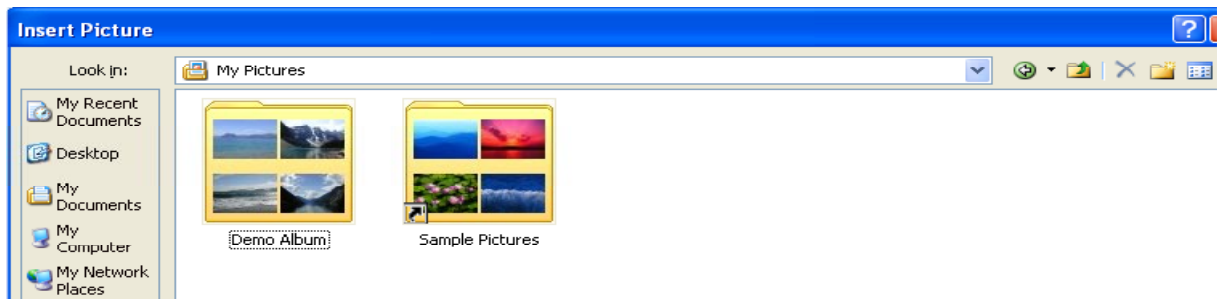 Insert Picture
?
Look in:
My Pictures
My Recent
Documents
Desktop
My
Documents
My
Computer
My Network
Places
Demo Album
Sample Pictures